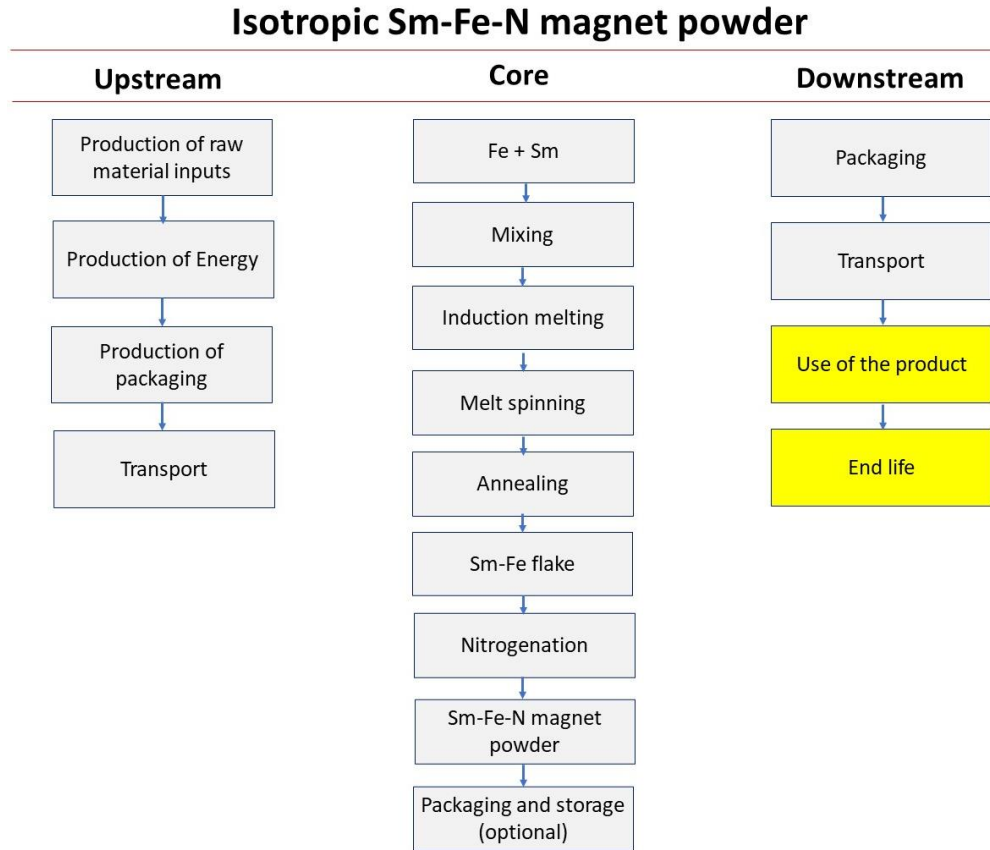 Isotropic Sm-Fe-N magnet powder
Upstream
Core
Downstream
Production of raw
material inputs
Production of Energy
Production of
packaging
Transport
Fe + Sm
Mixing
Induction melting
Melt spinning
Annealing
Sm-Fe flake
Nitrogenation
Sm-Fe-N magnet
powder
Packaging and storage
(optional)
Packaging
Transport
Use of the product
End life